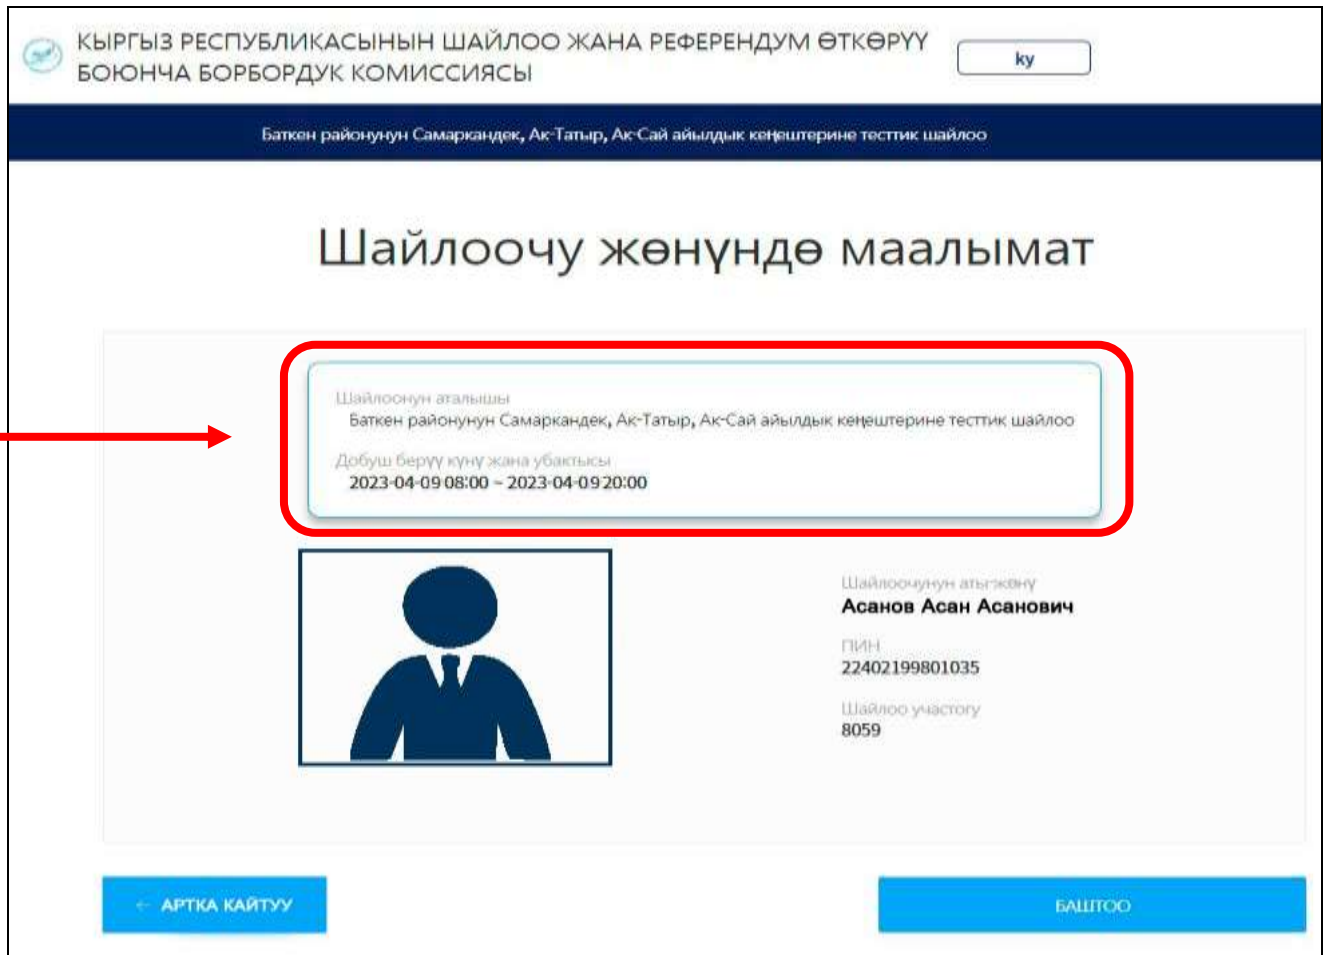 КЫРГЫЗ РЕСПУБЛИКАСЫНЫН ШАЙЛОО ЖАНА РЕФЕРЕНДУМ ӨТКӨРҮҮ
БОЮНЧА БОРБОРДУК КОМИССИЯСЫ
ky
Баткен районунун Самаркандек, Ак-Татыр, Ак-Сай айылдык кеңештерине тесттик шайлоо
Шайлоочу жөнүндө маалымат
Шайлоонун аталышы
Баткен районунун Самаркандек, Ак-Татыр, Ак-Сай айылдык кеңештерине тесттик шайлоо
Добуш берүү күнү жана убактысы
2023-04-09 08:00 ~ 2023-04-09 20:00
Шайлоочунун аты-жөнү
Асанов Асан Асанович
ПИН
22402199801035
Шайлоо участогу
8059
← АРТКА КАЙТУУ
БАШТОО